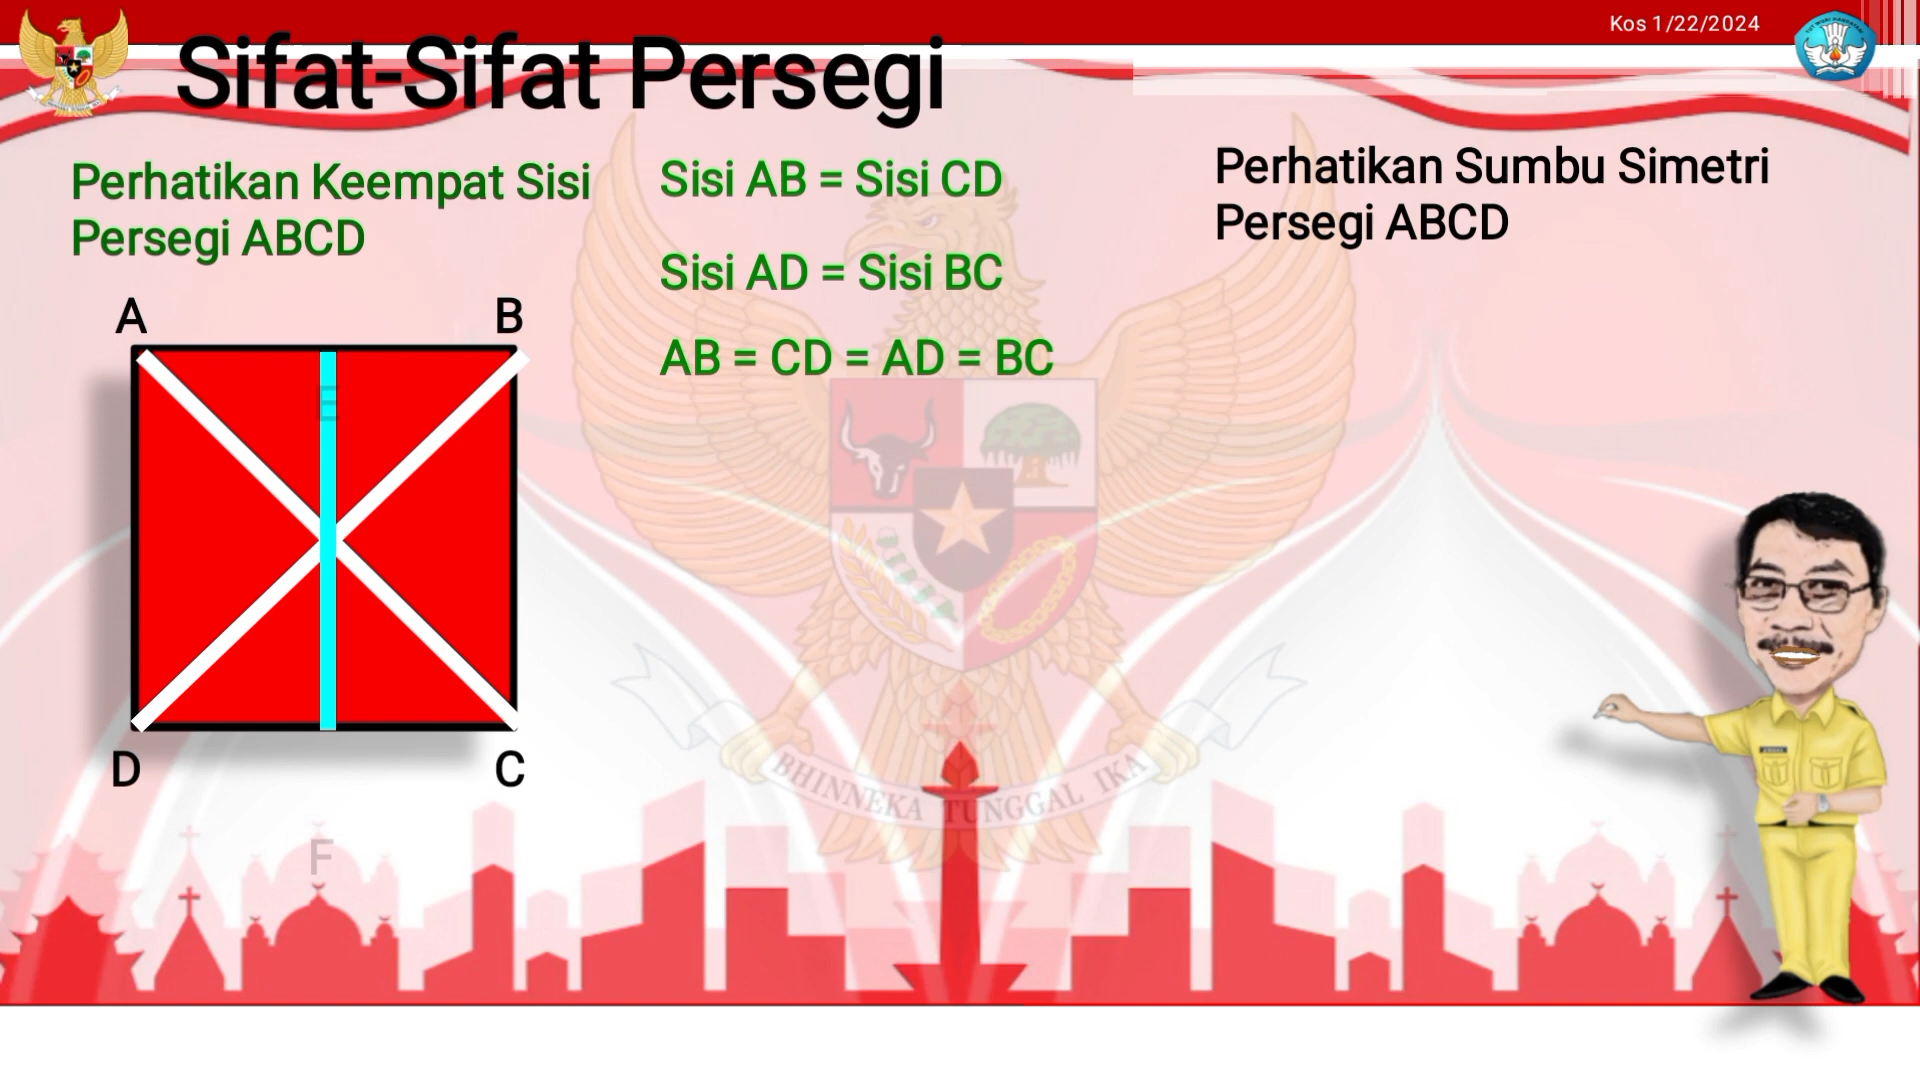 Kos 1/22/2024
Sifat-Sifat Persegi
Perhatikan Keempat Sisi
Persegi ABCD
Sisi AB = Sisi CD
Sisi AD = Sisi BC
AB = CD = AD = BC
Perhatikan Sumbu Simetri
Persegi ABCD
A
B
E
D
C
F
BHINNEKA TUNGGAL IKA